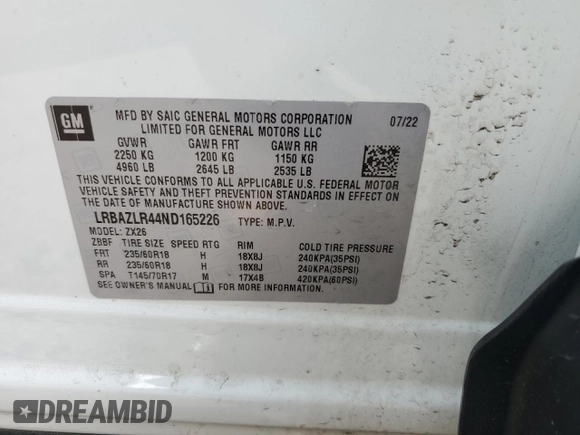 GM
MFD BY SAIC GENERAL MOTORS CORPORATION 07/22
LIMITED FOR GENERAL MOTORS LLC
GVWR GAWR FRT GAWR RR
2250 KG 1200 KG 1150 KG
4960 LB 2645 LB 2535 LB
THIS VEHICLE CONFORMS TO ALL APPLICABLE U.S. FEDERAL MOTOR
VEHICLE SAFETY AND THEFT PREVENTION STANDARDS IN EFFECT ON
THE DATE OF MANUFACTURE SHOWN ABOVE.
LRBAZLR44ND165226 TYPE: M.P.V.
MODEL: ZX26
ZBBF TIRE SIZE SPEED RTG RIM COLD TIRE PRESSURE
FRT 235/60R18 H 18X8J 240KPA(35PSI)
RR 235/60R18 H 18X8J 240KPA(35PSI)
SPA T145/70R17 M 17X4B 420KPA(60PSI)
SEE OWNER'S MANUAL
DREAMBID